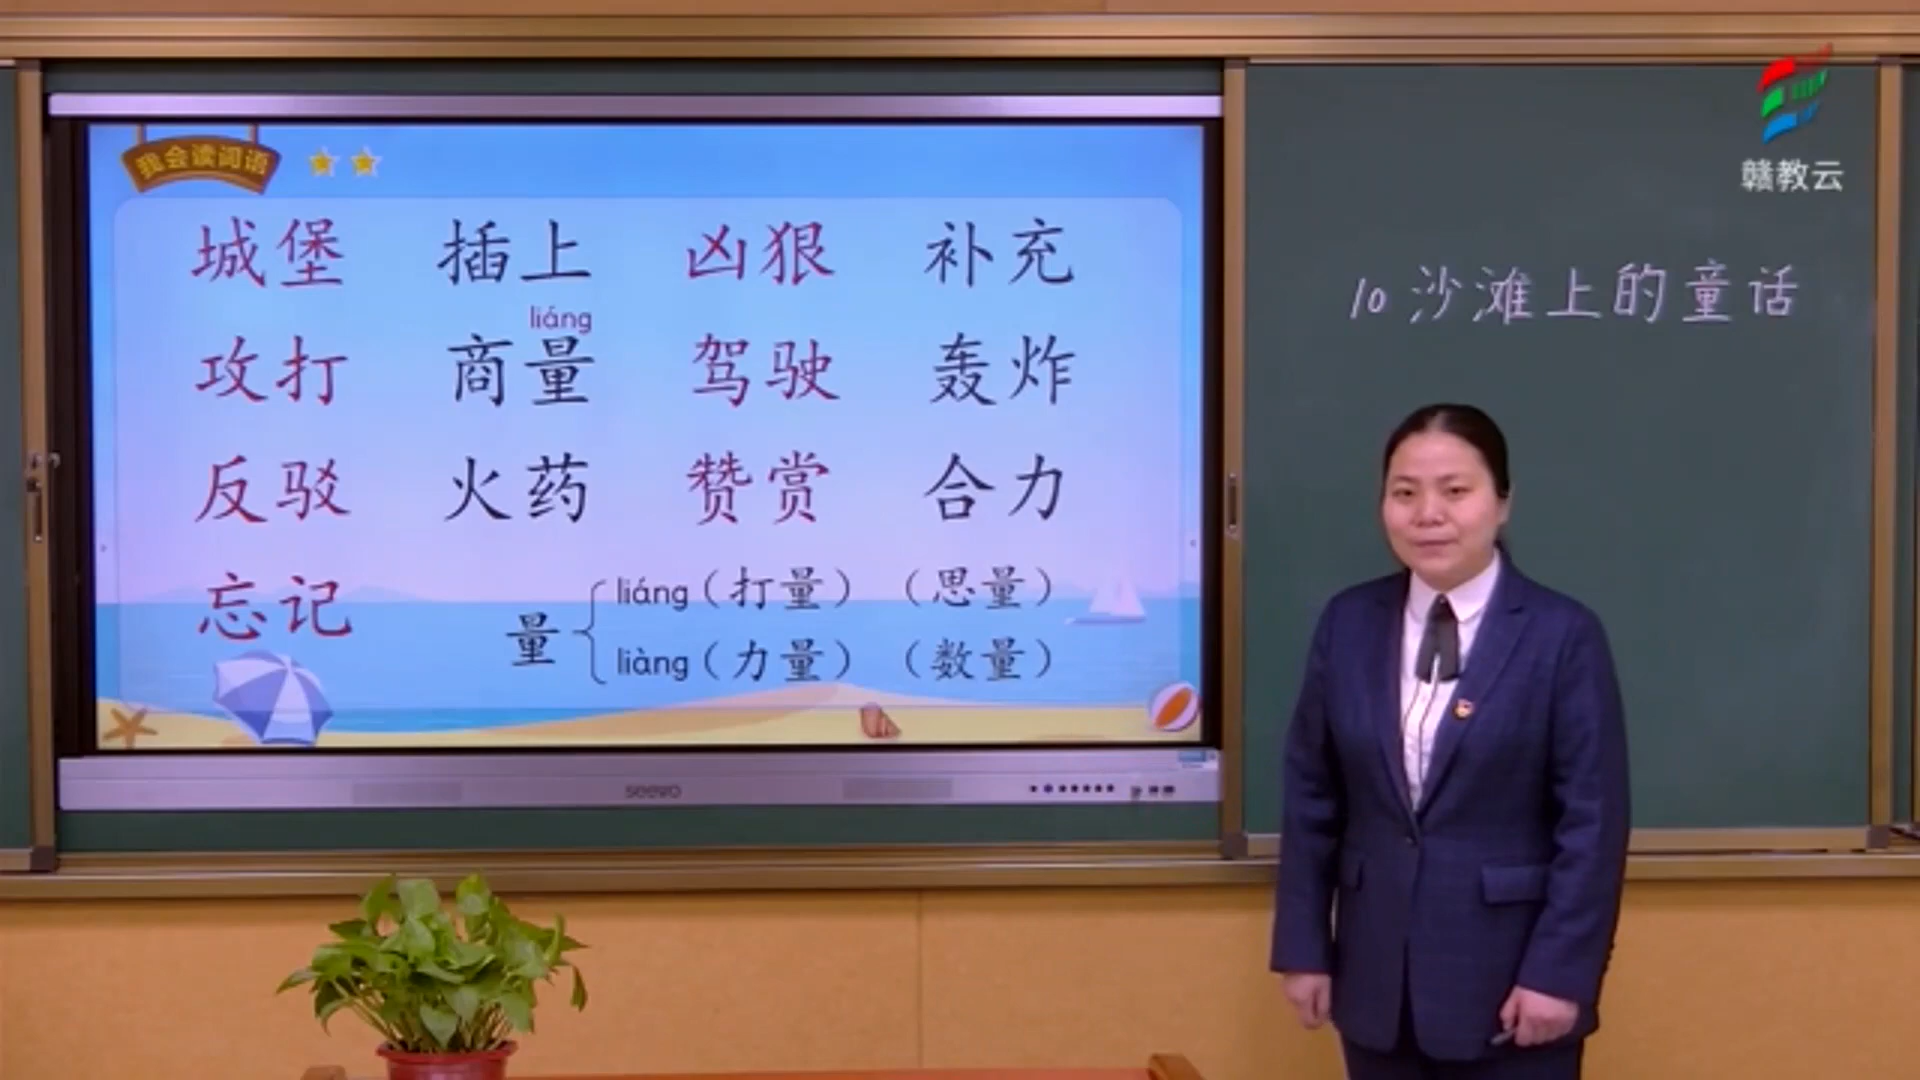 我会读词语
城堡 插上 凶狠 补充
liáng
攻打 商量 驾驶 轰炸
反驳 火药 赞赏 合力
忘记
量
liáng（打量）（思量）
liàng（力量）（数量）
seewo
赣教云
10 沙滩上的童话